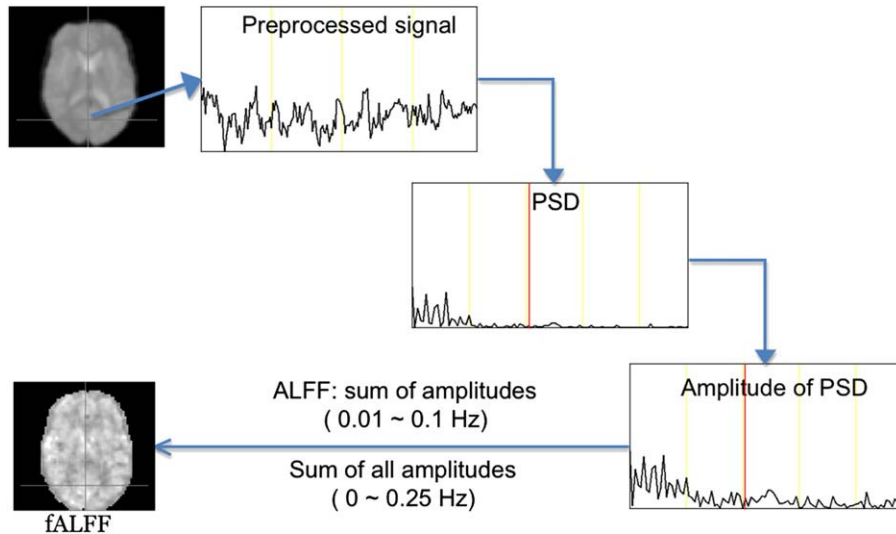 Preprocessed signal
PSD
Amplitude of PSD
ALFF: sum of amplitudes
( 0.01 ~ 0.1 Hz)
Sum of all amplitudes
( 0 ~ 0.25 Hz)
fALFF